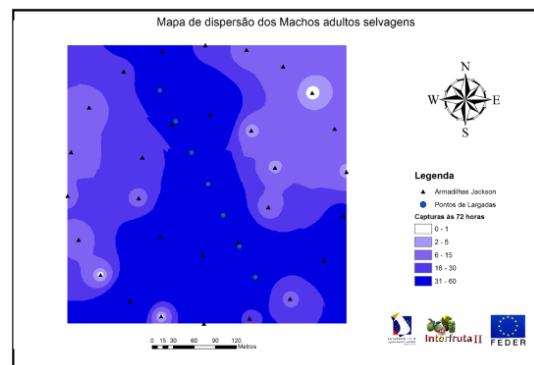 Mapa de dispersão dos Machos adultos selvagens
N
W E
S
Legenda
Armadilhas Jackson
Pontos de Largadas
Capturas às 72 horas
0 - 1
2 - 5
6 - 15
16 - 30
31 - 60
0 15 30 60 90 120
Metros
Interfruta II
FEDER